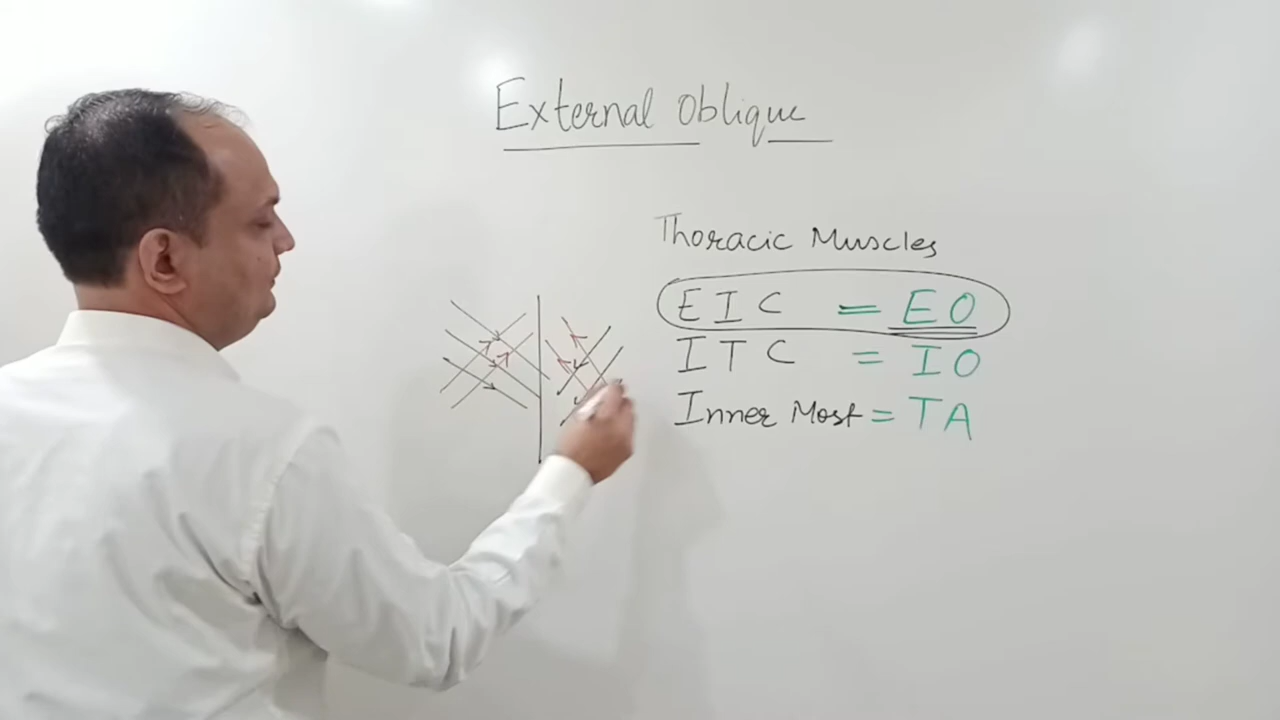 External Oblique
Thoracic Muscles
EIC = EO
ITC = IO
Inner Most = TA